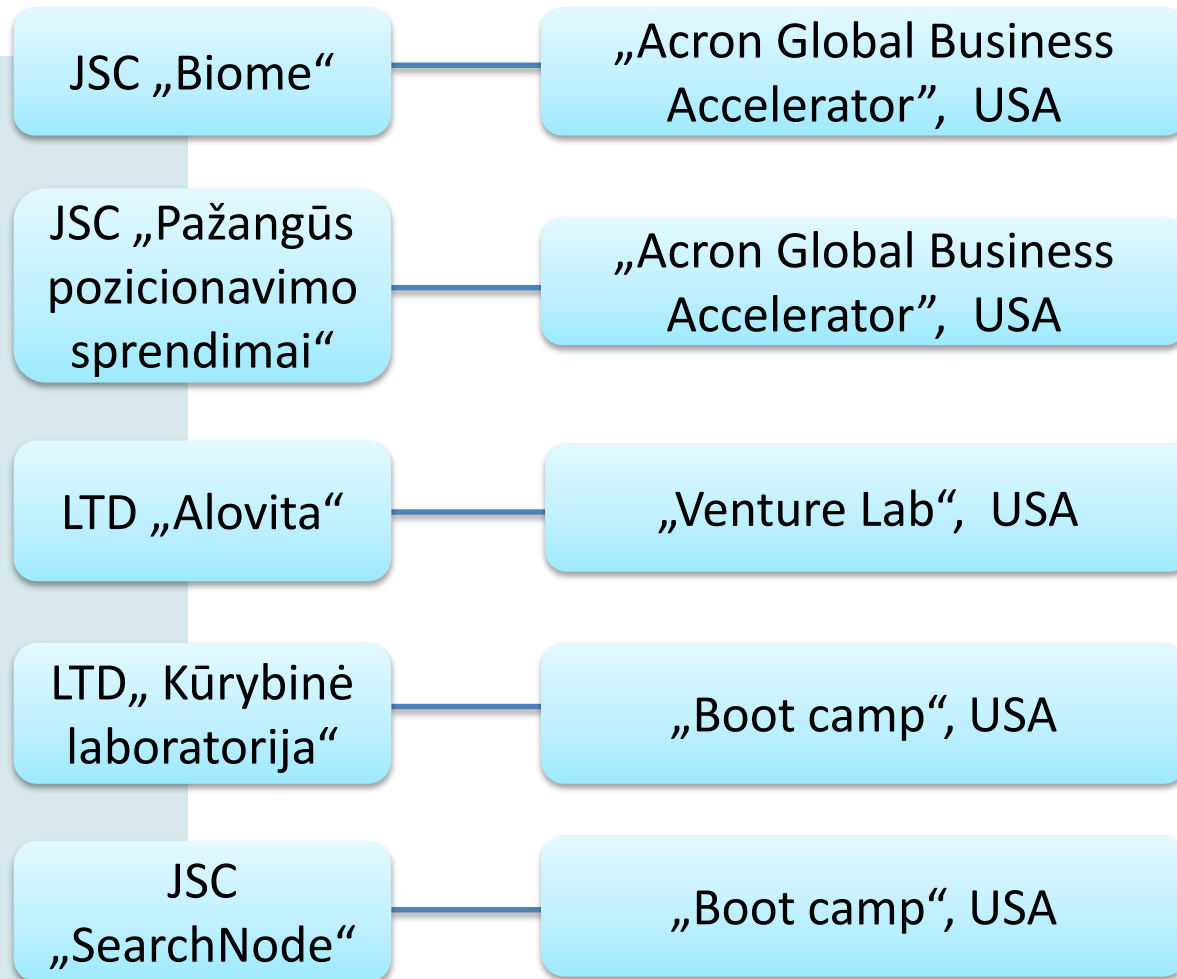 JSC „Biome“
„Acron Global Business
Accelerator”, USA
JSC „Pažangūs
pozicionavimo
sprendimai“
„Acron Global Business
Accelerator”, USA
LTD „Alovita“
„Venture Lab“, USA
LTD„ Kūrybinė
laboratorija“
„Boot camp“, USA
JSC
„SearchNode“
„Boot camp“, USA